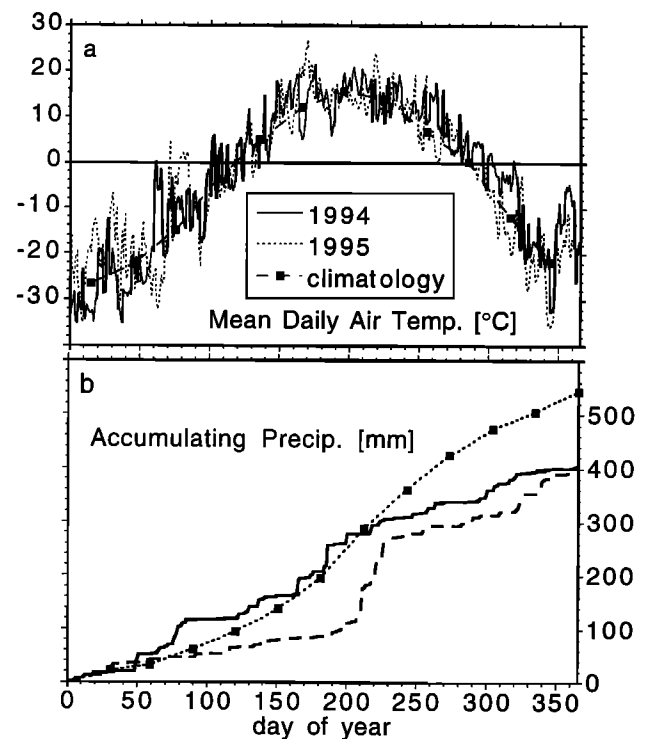 30
a
20
10
0
-10
-20
-30
1994
1995
climatology
Mean Daily Air Temp. [°C]
b
Accumulating Precip. [mm]
500
400
300
200
100
0
0 50 100 150 200 250 300 350
day of year